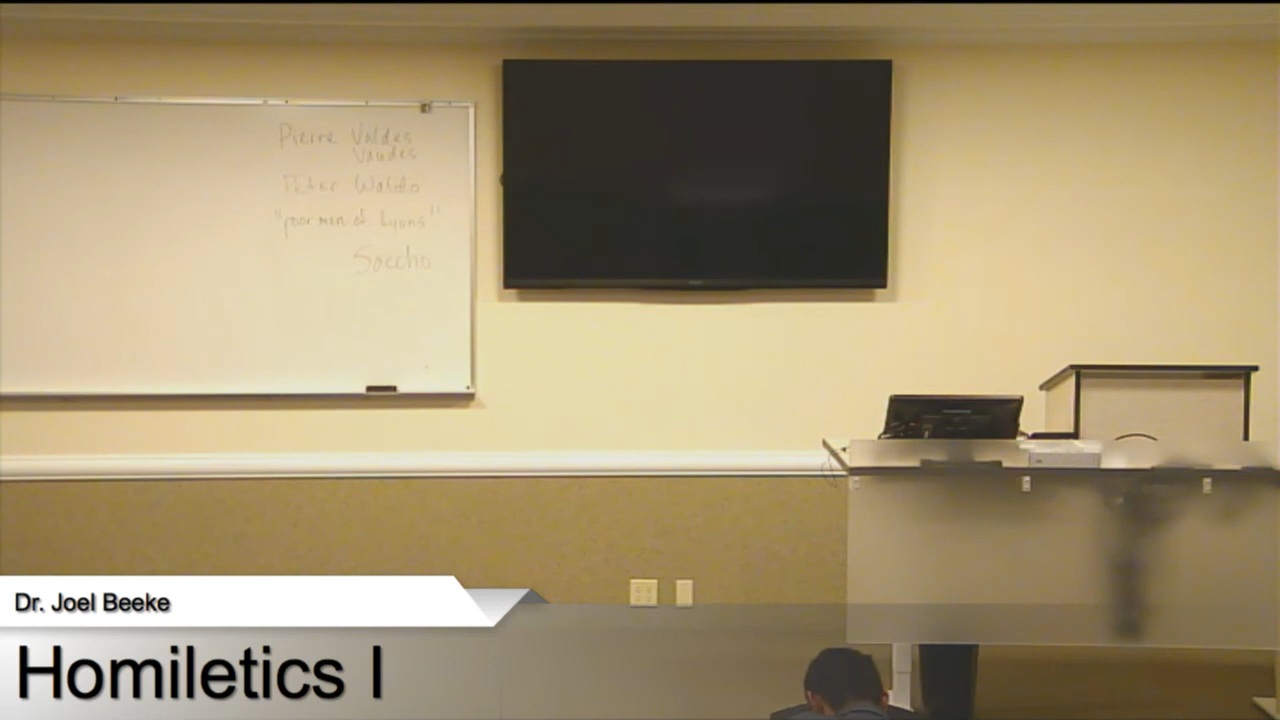 Pierre Valdes
Vaudes
Peter Waldo
"poor men of Lyons"
Saccho
Dr. Joel Beeke
Homiletics I